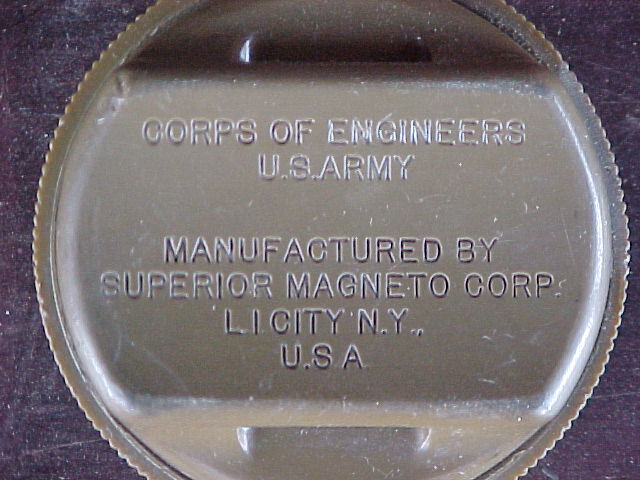 CORPS OF ENGINEERS
U.S.ARMY
MANUFACTURED BY
SUPERIOR MAGNETO CORP.
L I CITY N.Y.,
U.S A